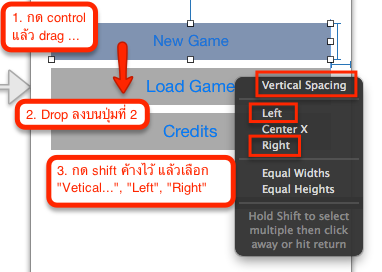 1. กด control
แล้ว drag ...
New Game
Load Game
Vertical Spacing
2. Drop ลงบนปุ่มที่ 2
Left
Center X
Credits
Right
3. กด shift ค้างไว้ แล้วเลือก
"Vetical...", "Left", "Right"
Equal Widths
Equal Heights
Hold Shift to select
multiple then click
away or hit return